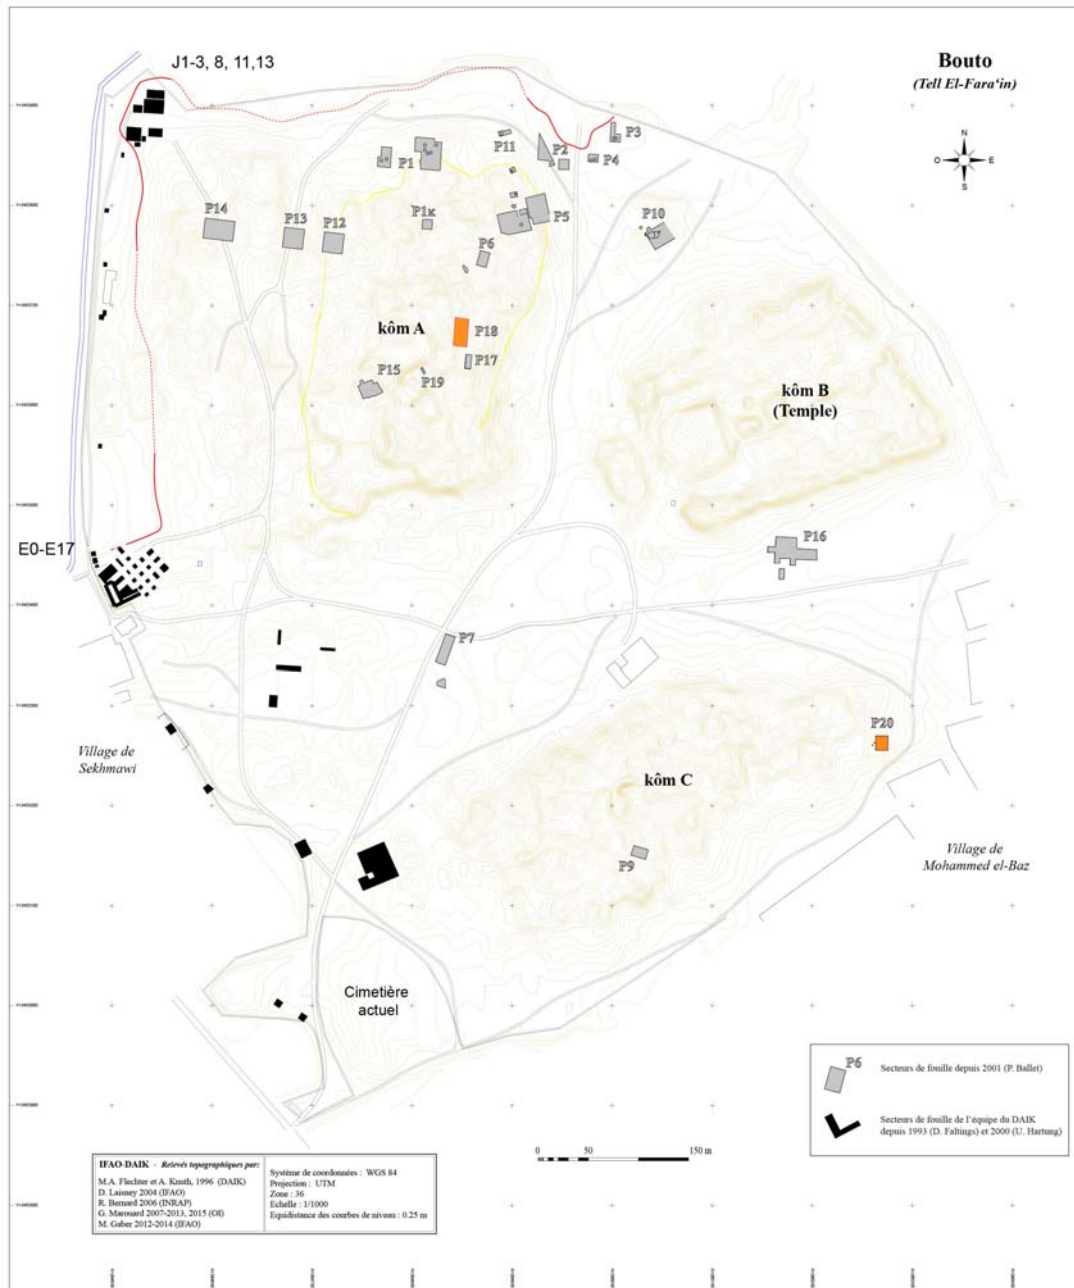 J1-3, 8, 11,13
Bouto
(Tell El-Fara'in)
N
O
E
S
P3
P11
P2
P4
P1
P14
P13
P12
P1κ
P5
P10
P6
kôm A
P18
P17
P15
P19
kôm B
(Temple)
E0-E17
P16
P7
P20
Village de
Sekhmawi
kôm C
P9
Village de
Mohammed el-Baz
Cimetière
actuel
P6
Secteurs de fouille depuis 2001 (P. Ballet)
Secteurs de fouille de l'équipe du DAIK
depuis 1993 (D. Faltings) et 2000 (U. Hartung)
0 50 150 m
IFAO-DAIK - Relevés topographiques par:
M.A. Flechter et A. Knuth, 1996 (DAIK)
D. Laisney 2004 (IFAO)
R. Bernard 2006 (INRAP)
G. Marouard 2007-2013, 2015 (OI)
M. Gaber 2012-2014 (IFAO)
Système de coordonnées : WGS 84
Projection : UTM
Zone : 36
Echelle : 1/1000
Equidistance des courbes de niveau : 0.25 m